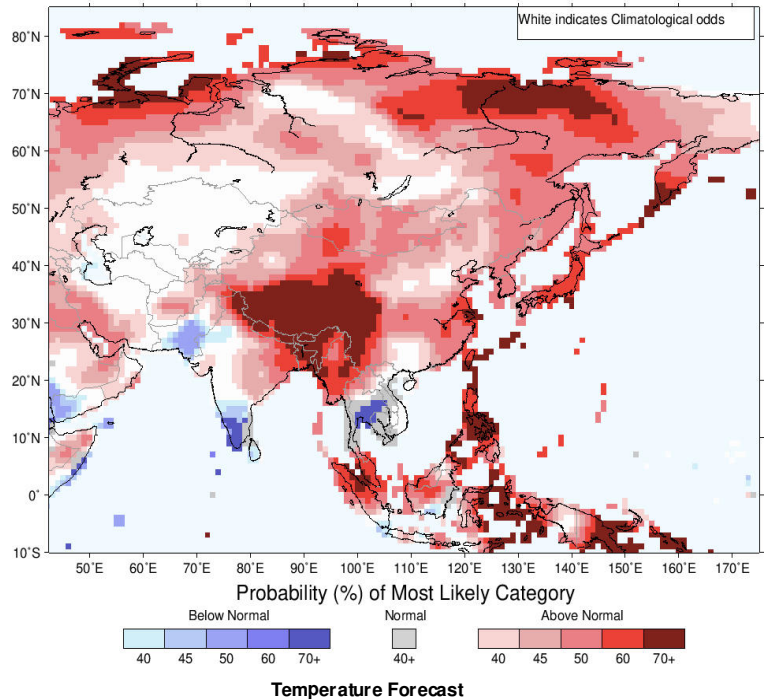 White indicates Climatological odds
80˚N
70˚N
60˚N
50˚N
40˚N
30˚N
20˚N
10˚N
0˚
10˚S
50˚E 60˚E 70˚E 80˚E 90˚E 100˚E 110˚E 120˚E 130˚E 140˚E 150˚E 160˚E 170˚E
Probability (%) of Most Likely Category
Below Normal Normal Above Normal
40 45 50 60 70+ 40+ 40 45 50 60 70+
Temperature Forecast